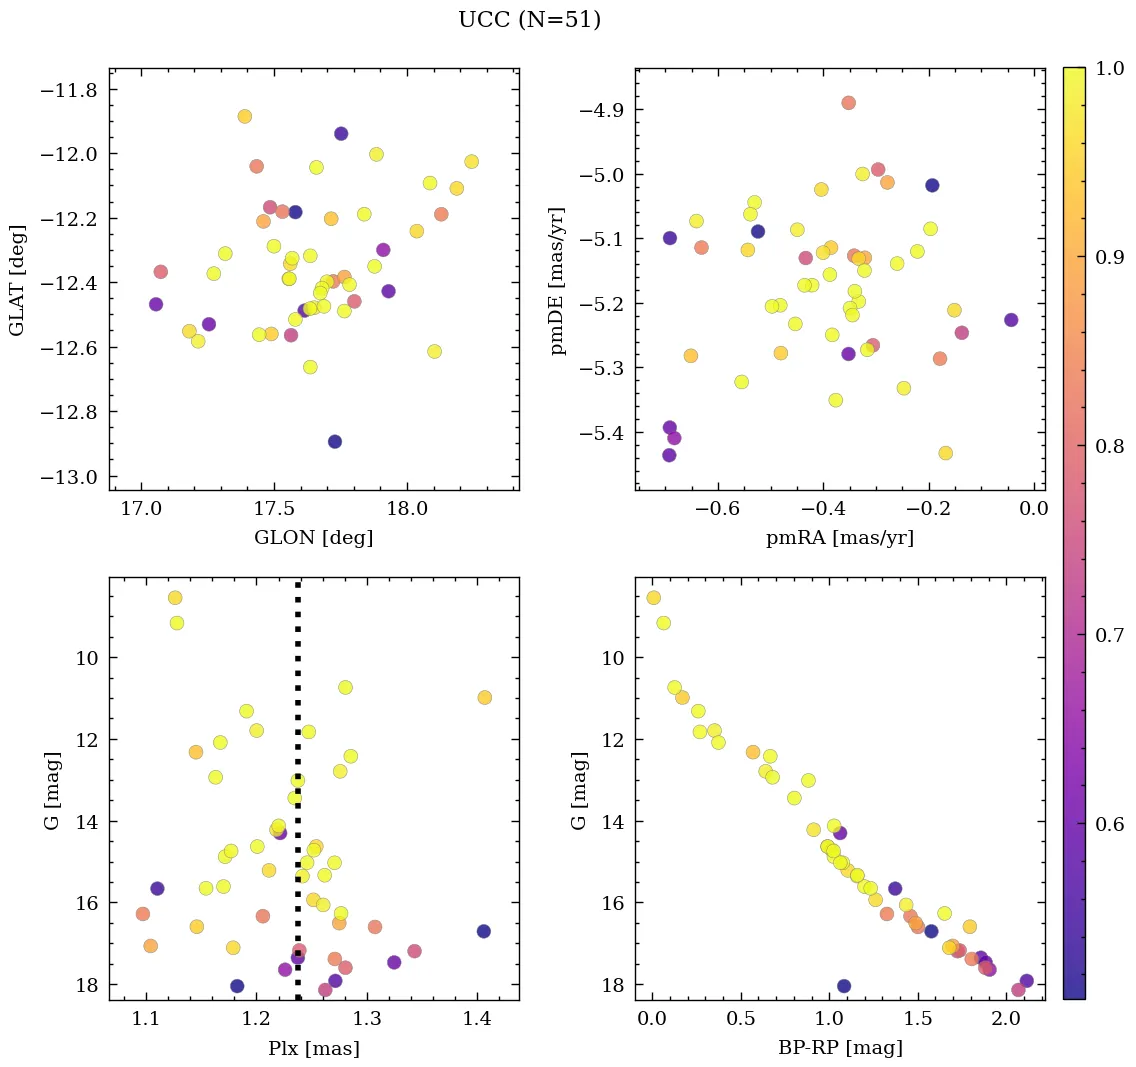 UCC (N=51)
−11.8
−12.0
−12.2
−12.4
−12.6
−12.8
−13.0
GLAT [deg]
17.0 17.5 18.0
GLON [deg]
−4.9
−5.0
−5.1
−5.2
−5.3
−5.4
pmDE [mas/yr]
−0.6 −0.4 −0.2 0.0
pmRA [mas/yr]
10
12
14
16
18
G [mag]
1.1 1.2 1.3 1.4
Plx [mas]
10
12
14
16
18
G [mag]
0.0 0.5 1.0 1.5 2.0
BP-RP [mag]
1.0
0.9
0.8
0.7
0.6